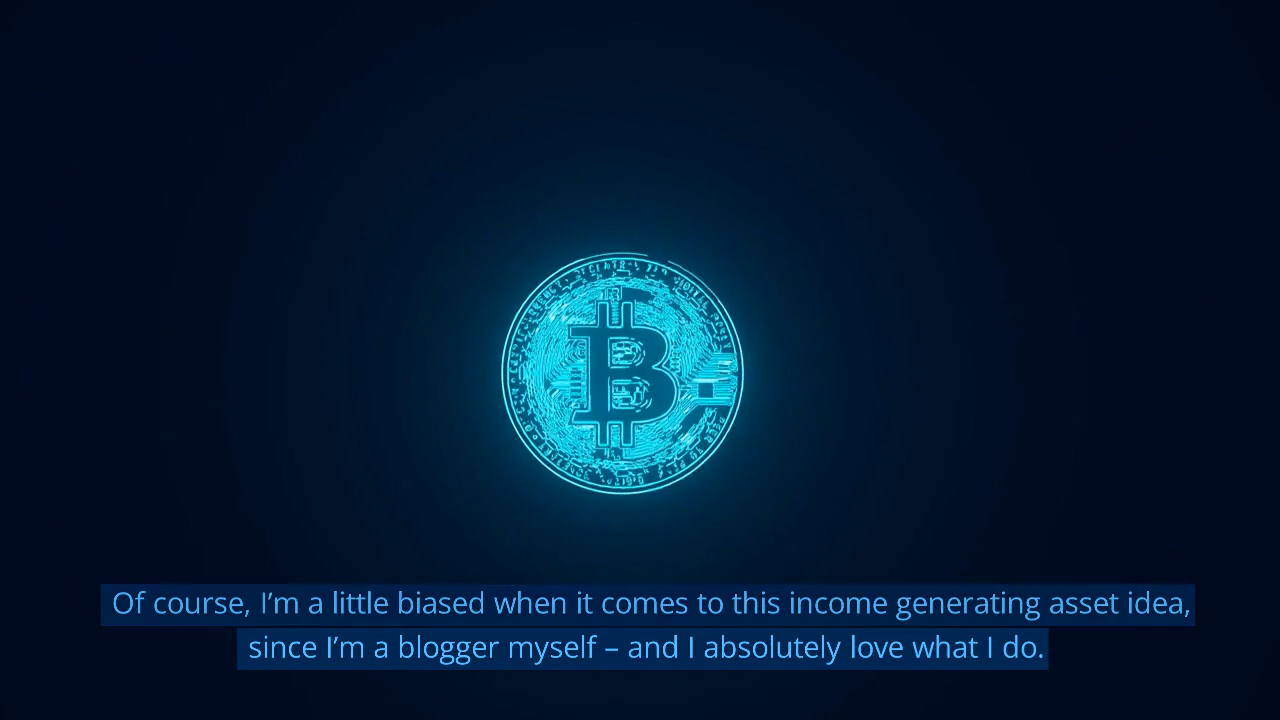 Of course, I’m a little biased when it comes to this income generating asset idea,
since I’m a blogger myself – and I absolutely love what I do.